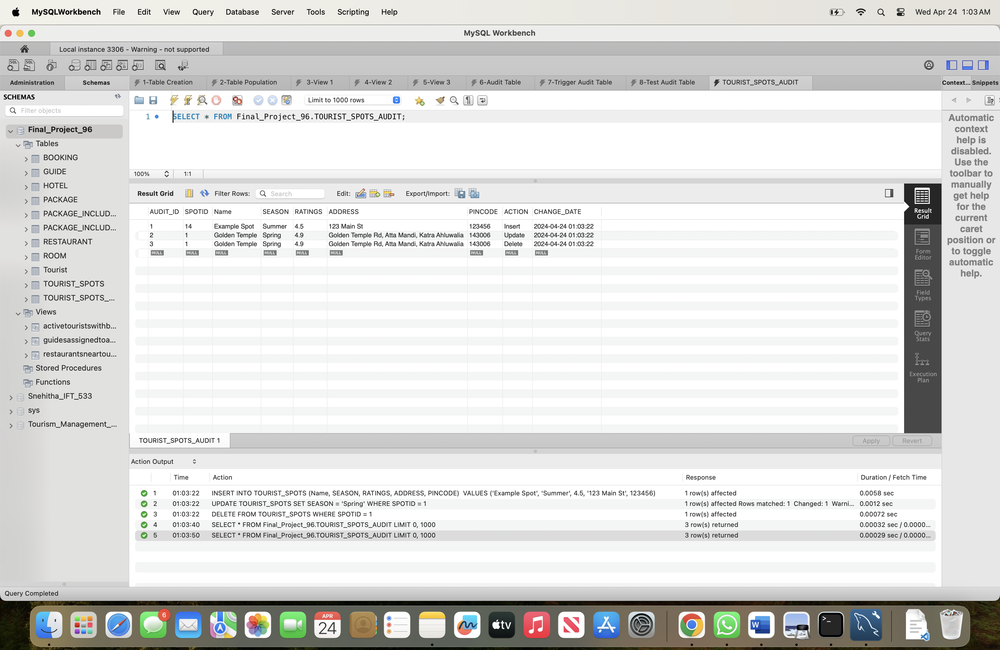 MySQLWorkbench File Edit View Query Database Server Tools Scripting Help Wed Apr 24 1:03 AM
MySQL Workbench
Local instance 3306 - Warning - not supported
SQL SQL
Administration Schemas 1-Table Creation 2-Table Population 3-View 1 4-View 2 5-View 3 6-Audit Table 7-Trigger Audit Table 8-Test Audit Table TOURIST_SPOTS_AUDIT Context... Snippets
SCHEMAS
Filter objects
Limit to 1000 rows
1 SELECT * FROM Final_Project_96.TOURIST_SPOTS_AUDIT;
Final_Project_96
Tables
BOOKING
GUIDE
HOTEL
PACKAGE
PACKAGE_INCLUD...
PACKAGE_INCLUD...
RESTAURANT
ROOM
Tourist
TOURIST_SPOTS
TOURIST_SPOTS_...
Views
activetouristswithb...
guidesassignedtoa...
restaurantsneartou...
Stored Procedures
Functions
Snehitha_IFT_533
sys
Tourism_Management_...
100% 1:1
Result Grid Filter Rows: Search Edit: Export/Import:
AUDIT_ID SPOTID Name SEASON RATINGS ADDRESS PINCODE ACTION CHANGE_DATE
1 14 Example Spot Summer 4.5 123 Main St 123456 Insert 2024-04-24 01:03:22
2 1 Golden Temple Spring 4.9 Golden Temple Rd, Atta Mandi, Katra Ahluwalia 143006 Update 2024-04-24 01:03:22
3 1 Golden Temple Spring 4.9 Golden Temple Rd, Atta Mandi, Katra Ahluwalia 143006 Delete 2024-04-24 01:03:22
NULL NULL NULL NULL NULL NULL NULL NULL NULL
Result
Grid
Form
Editor
Field
Types
Query
Stats
Execution
Plan
Automatic
context
help is
disabled.
Use the
toolbar to
manually
get help
for the
current
caret
position or
to toggle
automatic
help.
TOURIST_SPOTS_AUDIT 1 Apply Revert
Action Output
Time Action Response Duration / Fetch Time
1 01:03:22 INSERT INTO TOURIST_SPOTS (Name, SEASON, RATINGS, ADDRESS, PINCODE) VALUES ('Example Spot', 'Summer', 4.5, '123 Main St', 123456) 1 row(s) affected 0.0058 sec
2 01:03:22 UPDATE TOURIST_SPOTS SET SEASON = 'Spring' WHERE SPOTID = 1 1 row(s) affected Rows matched: 1 Changed: 1 Warni... 0.0012 sec
3 01:03:22 DELETE FROM TOURIST_SPOTS WHERE SPOTID = 1 1 row(s) affected 0.00072 sec
4 01:03:40 SELECT * FROM Final_Project_96.TOURIST_SPOTS_AUDIT LIMIT 0, 1000 3 row(s) returned 0.00032 sec / 0.0000...
5 01:03:50 SELECT * FROM Final_Project_96.TOURIST_SPOTS_AUDIT LIMIT 0, 1000 3 row(s) returned 0.00029 sec / 0.0000...
Query Completed
6
APR
24
tv
W
>_